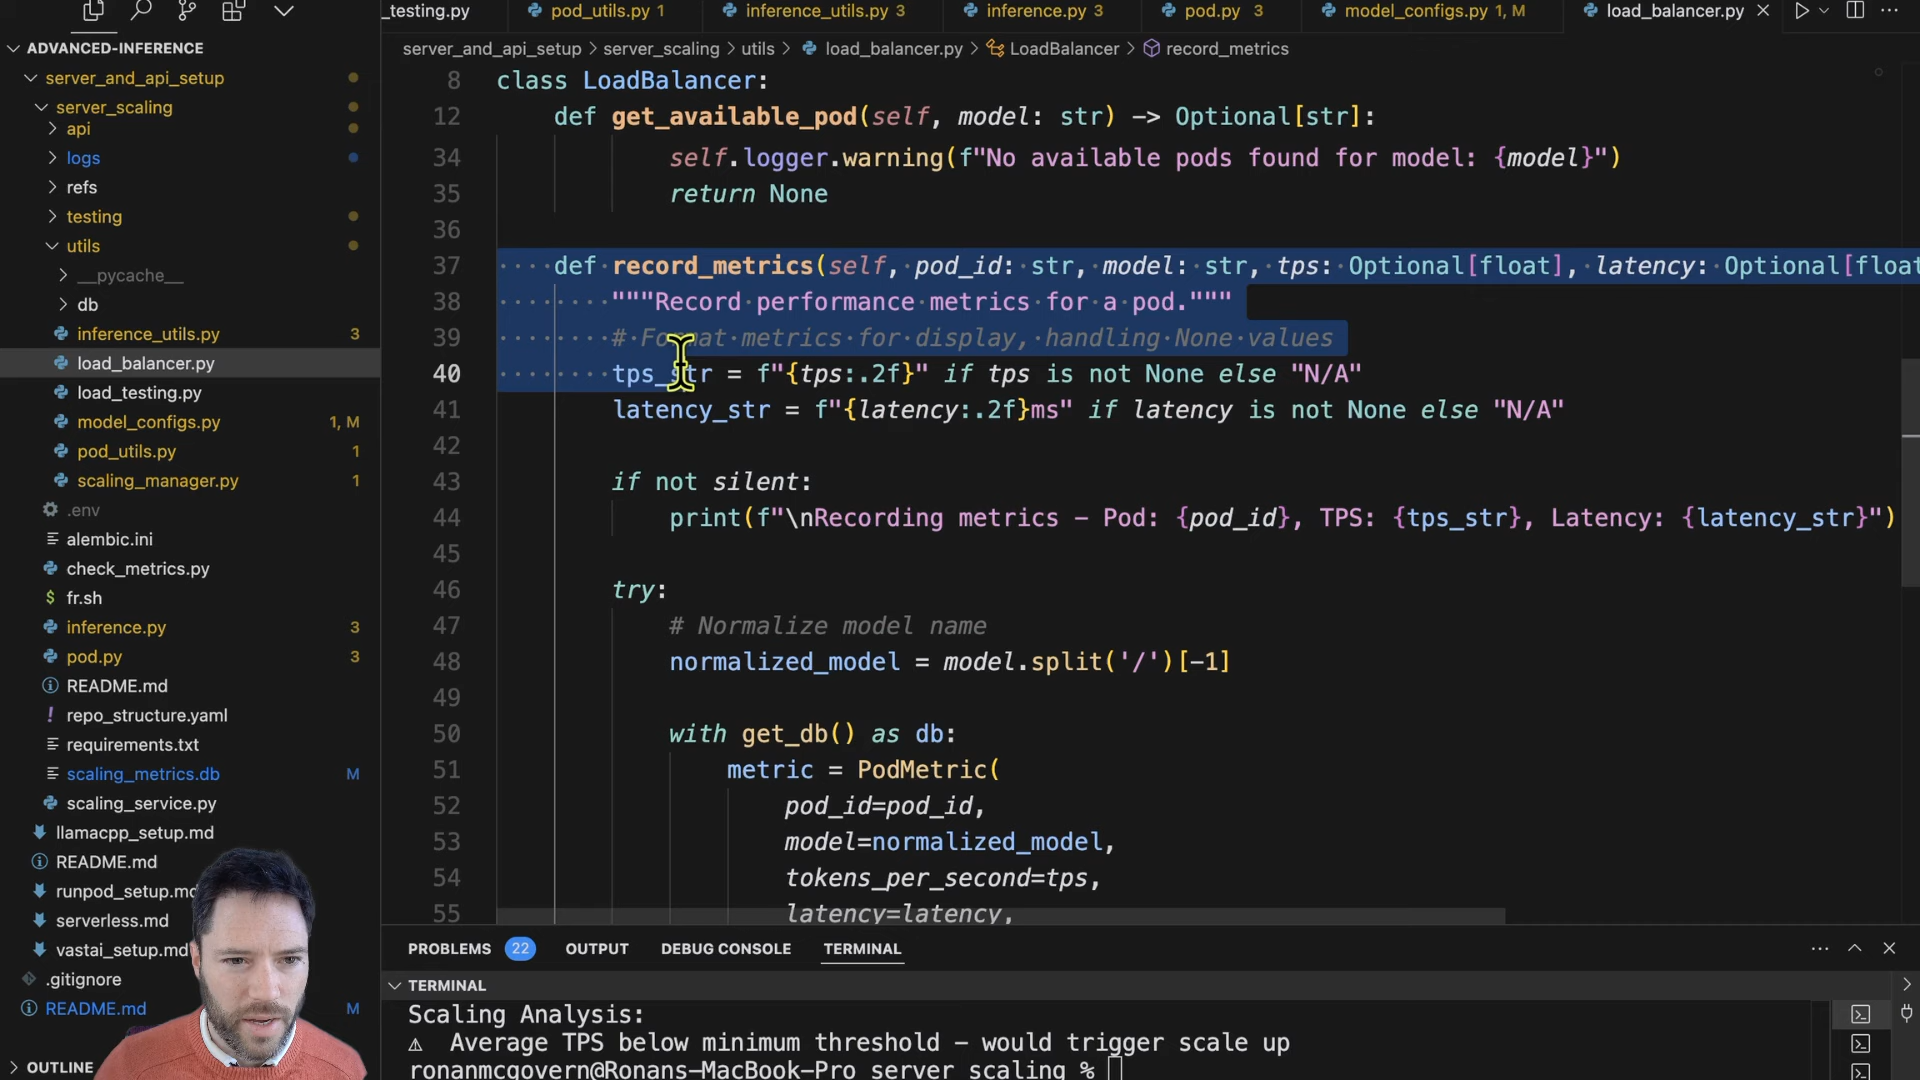 _testing.py
pod_utils.py 1
inference_utils.py 3
inference.py 3
pod.py 3
model_configs.py 1, M
load_balancer.py
ADVANCED-INFERENCE
server_and_api_setup
server_scaling
api
logs
refs
testing
utils
__pycache__
db
inference_utils.py 3
load_balancer.py
load_testing.py
model_configs.py 1, M
pod_utils.py 1
scaling_manager.py 1
.env
alembic.ini
check_metrics.py
fr.sh
inference.py 3
pod.py 3
README.md
repo_structure.yaml
requirements.txt
scaling_metrics.db M
scaling_service.py
llamacpp_setup.md
README.md
runpod_setup.md
serverless.md
vastai_setup.md
.gitignore
README.md M
OUTLINE
server_and_api_setup > server_scaling > utils > load_balancer.py > LoadBalancer > record_metrics
8 class LoadBalancer:
12 def get_available_pod(self, model: str) -> Optional[str]:
34 self.logger.warning(f"No available pods found for model: {model}")
35 return None
36
37 def record_metrics(self, pod_id: str, model: str, tps: Optional[float], latency: Optional[float
38 """Record performance metrics for a pod."""
39 # Format metrics for display, handling None values
40 tps_str = f"{tps:.2f}" if tps is not None else "N/A"
41 latency_str = f"{latency:.2f}ms" if latency is not None else "N/A"
42
43 if not silent:
44 print(f"\nRecording metrics - Pod: {pod_id}, TPS: {tps_str}, Latency: {latency_str}")
45
46 try:
47 # Normalize model name
48 normalized_model = model.split('/')[-1]
49
50 with get_db() as db:
51 metric = PodMetric(
52 pod_id=pod_id,
53 model=normalized_model,
54 tokens_per_second=tps,
55 latency=latency,
PROBLEMS 22 OUTPUT DEBUG CONSOLE TERMINAL
TERMINAL
Scaling Analysis:
⚠ Average TPS below minimum threshold – would trigger scale up
ronanmcgovern@Ronans-MacBook-Pro server_scaling %